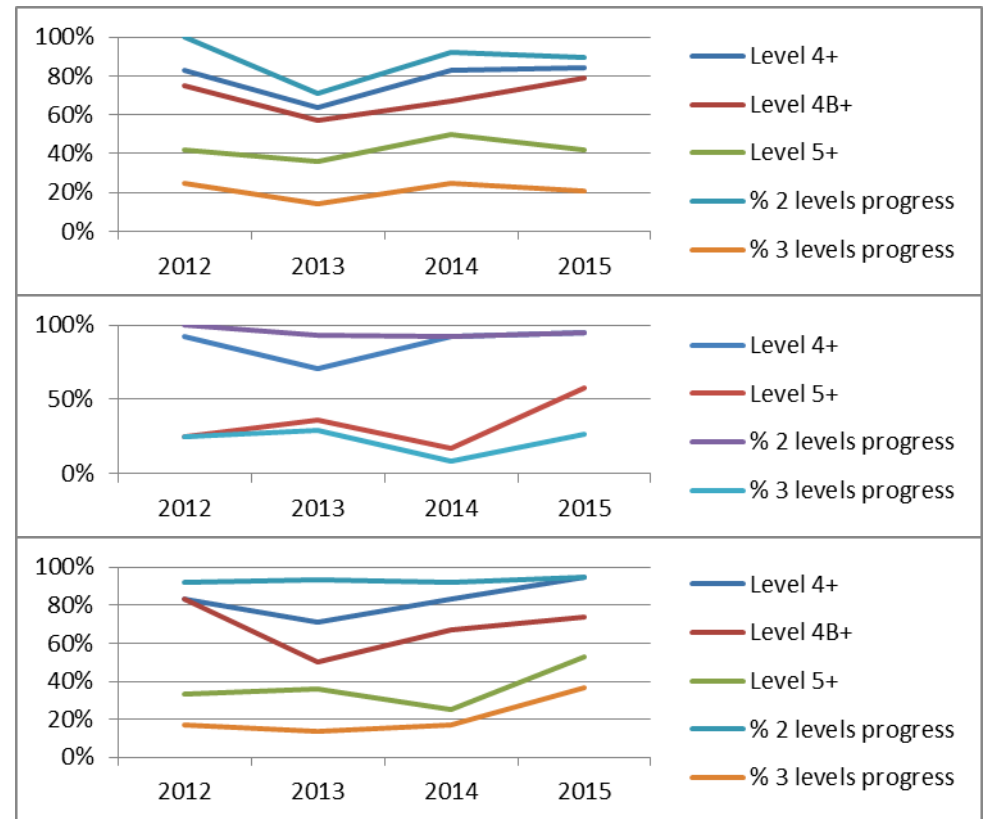 100%
80%
60%
40%
20%
0%
2012 2013 2014 2015
Level 4+
Level 4B+
Level 5+
% 2 levels progress
% 3 levels progress
100%
50%
0%
2012 2013 2014 2015
Level 4+
Level 5+
% 2 levels progress
% 3 levels progress
100%
80%
60%
40%
20%
0%
2012 2013 2014 2015
Level 4+
Level 4B+
Level 5+
% 2 levels progress
% 3 levels progress